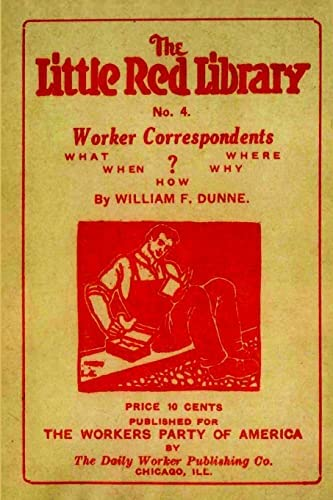 The
Little Red Library
No. 4.
Worker Correspondents
WHAT WHERE
WHEN ? WHY
HOW
By WILLIAM F. DUNNE.
PRICE 10 CENTS
PUBLISHED FOR
THE WORKERS PARTY OF AMERICA
BY
The Daily Worker Publishing Co.
CHICAGO, ILL.